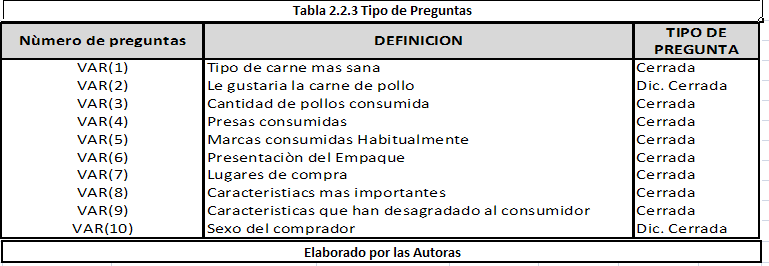 Tabla 2.2.3 Tipo de Preguntas
Nùmero de preguntas DEFINICION TIPO DE PREGUNTA
VAR(1) Tipo de carne mas sana Cerrada
VAR(2) Le gustaria la carne de pollo Dic. Cerrada
VAR(3) Cantidad de pollos consumida Cerrada
VAR(4) Presas consumidas Cerrada
VAR(5) Marcas consumidas Habitualmente Cerrada
VAR(6) Presentaciòn del Empaque Cerrada
VAR(7) Lugares de compra Cerrada
VAR(8) Caracteristiacs mas importantes Cerrada
VAR(9) Caracteristicas que han desagradado al consumidor Cerrada
VAR(10) Sexo del comprador Dic. Cerrada
Elaborado por las Autoras